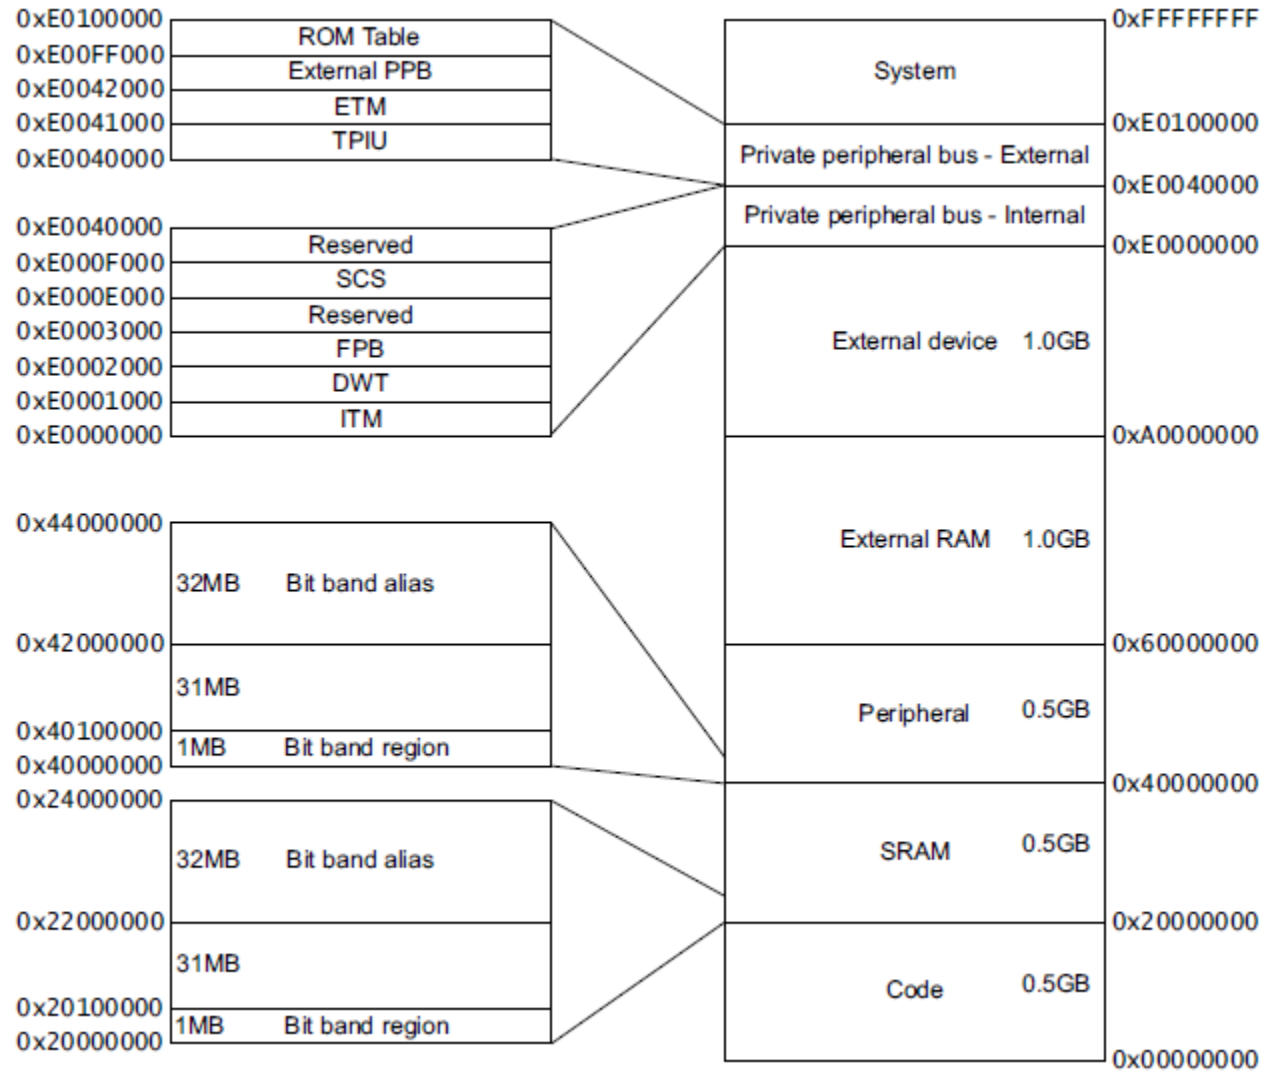 0xE0100000
ROM Table
0xE00FF000
External PPB
0xE0042000
ETM
0xE0041000
TPIU
0xE0040000
0xE0040000
Reserved
0xE000F000
SCS
0xE000E000
Reserved
0xE0003000
FPB
0xE0002000
DWT
0xE0001000
ITM
0xE0000000
0x44000000
32MB Bit band alias
0x42000000
31MB
0x40100000
1MB Bit band region
0x40000000
0x24000000
32MB Bit band alias
0x22000000
31MB
0x20100000
1MB Bit band region
0x20000000
0xFFFFFFFF
System
0xE0100000
Private peripheral bus - External
0xE0040000
Private peripheral bus - Internal
0xE0000000
External device 1.0GB
0xA0000000
External RAM 1.0GB
0x60000000
Peripheral 0.5GB
0x40000000
SRAM 0.5GB
0x20000000
Code 0.5GB
0x00000000